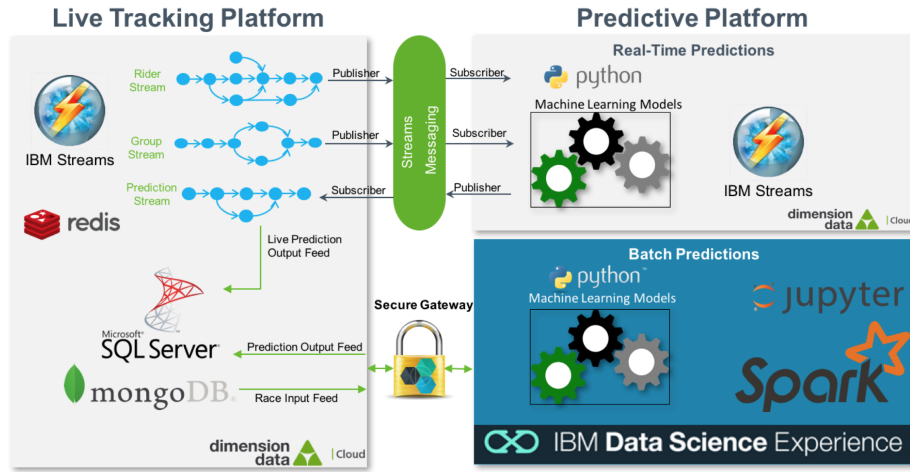 Live Tracking Platform
Predictive Platform
IBM Streams
Rider
Stream
Publisher
Subscriber
Group
Stream
Publisher
Subscriber
Prediction
Stream
Subscriber
Publisher
Streams
Messaging
redis
Live Prediction
Output Feed
Microsoft®
SQL Server®
Prediction Output Feed
mongoDB®
Race Input Feed
dimension
data
Cloud
Secure Gateway
Real-Time Predictions
python
Machine Learning Models
IBM Streams
dimension
data
Cloud
Batch Predictions
python™
Machine Learning Models
jupyter
Spark
IBM Data Science Experience